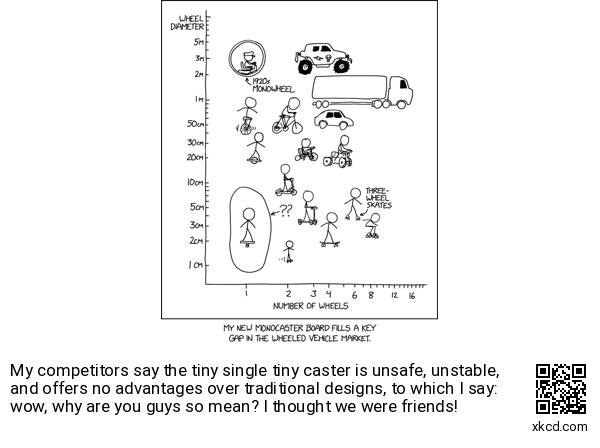 WHEEL
DIAMETER
5m
3m
2m
1m
50cm
30cm
20cm
10cm
5cm
3cm
2cm
1cm
1920s
MONOWHEEL
??
THREE-
WHEEL
SKATES
1 2 3 4 6 8 12 16
NUMBER OF WHEELS
MY NEW MONOCASTER BOARD FILLS A KEY
GAP IN THE WHEELED VEHICLE MARKET.
My competitors say the tiny single tiny caster is unsafe, unstable,
and offers no advantages over traditional designs, to which I say:
wow, why are you guys so mean? I thought we were friends!
xkcd.com